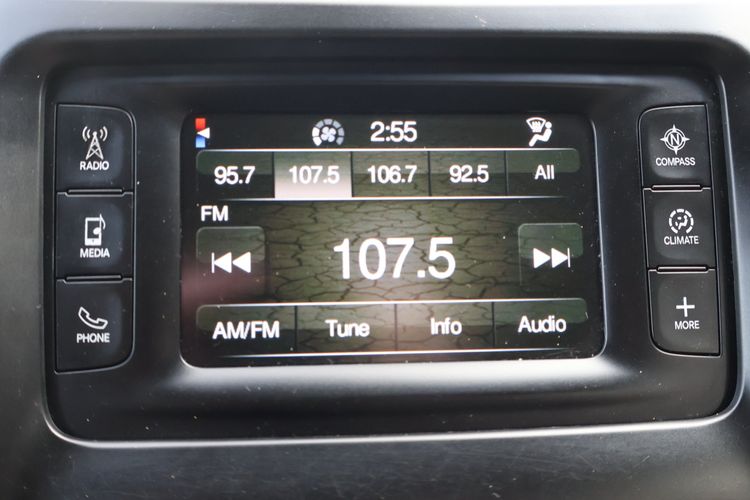 2:55
95.7 107.5 106.7 92.5 All
FM
107.5
AM/FM Tune Info Audio
RADIO
MEDIA
PHONE
N
COMPASS
CLIMATE
MORE